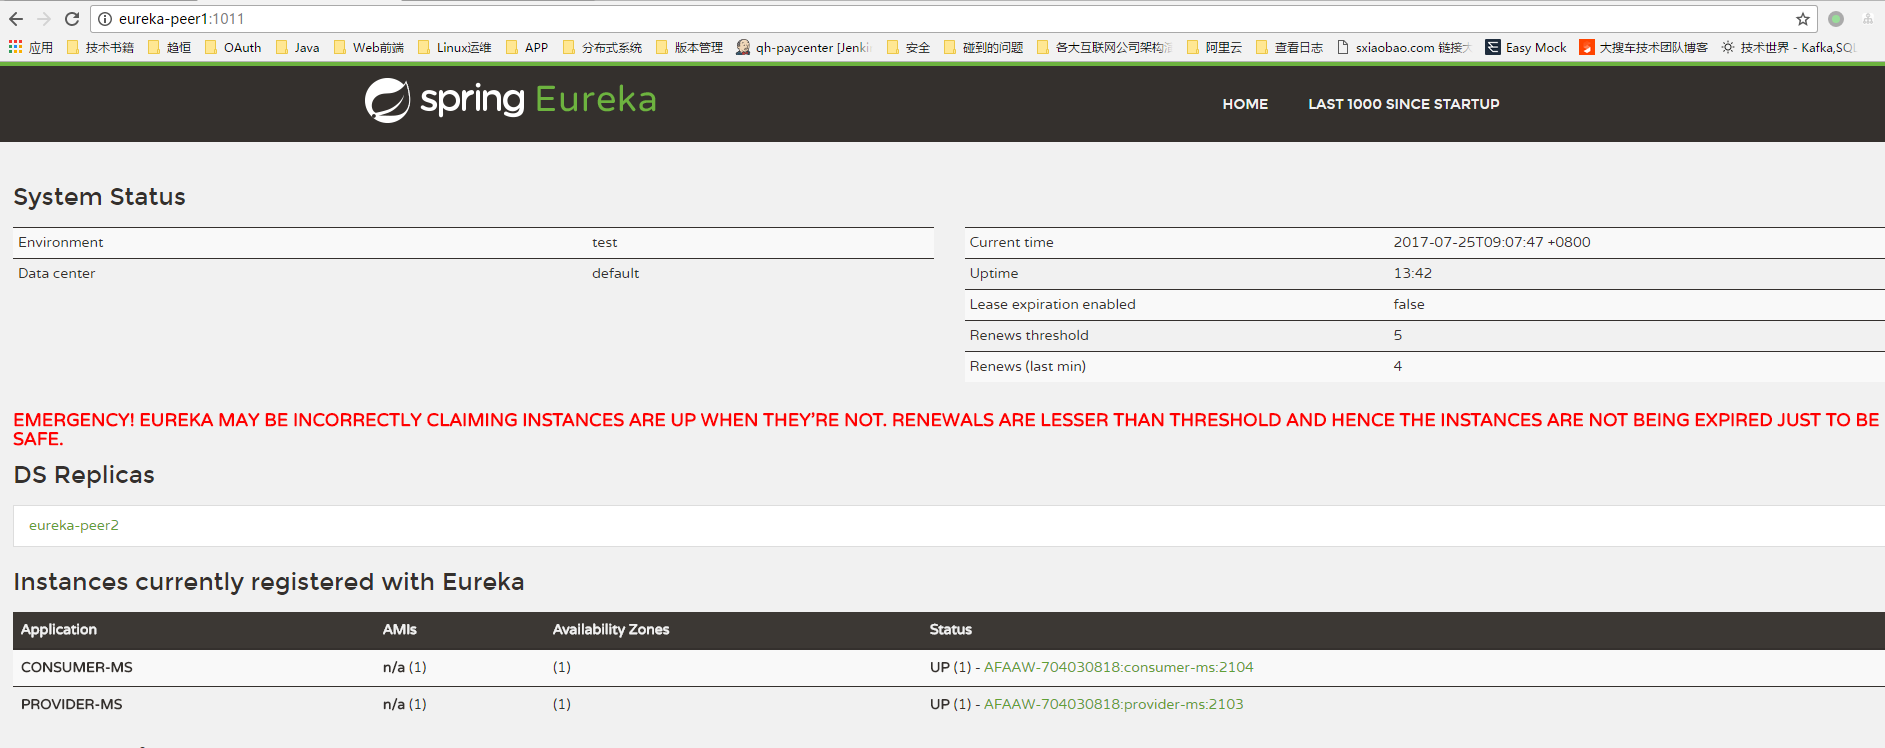 eureka-peer1:1011
应用 技术书籍 趋恒 OAuth Java Web前端 Linux运维 APP 分布式系统 版本管理 qh-paycenter [Jenki 安全 碰到的问题 各大互联网公司架构 阿里云 查看日志 sxiaobao.com 链接 Easy Mock 大搜车技术团队博客 技术世界 - Kafka,SQL
spring Eureka
HOME LAST 1000 SINCE STARTUP
System Status
Environment test
Data center default
Current time 2017-07-25T09:07:47 +0800
Uptime 13:42
Lease expiration enabled false
Renews threshold 5
Renews (last min) 4
EMERGENCY! EUREKA MAY BE INCORRECTLY CLAIMING INSTANCES ARE UP WHEN THEY'RE NOT. RENEWALS ARE LESSER THAN THRESHOLD AND HENCE THE INSTANCES ARE NOT BEING EXPIRED JUST TO BE
SAFE.
DS Replicas
eureka-peer2
Instances currently registered with Eureka
Application AMIs Availability Zones Status
CONSUMER-MS n/a (1) (1) UP (1) - AFAAW-704030818:consumer-ms:2104
PROVIDER-MS n/a (1) (1) UP (1) - AFAAW-704030818:provider-ms:2103